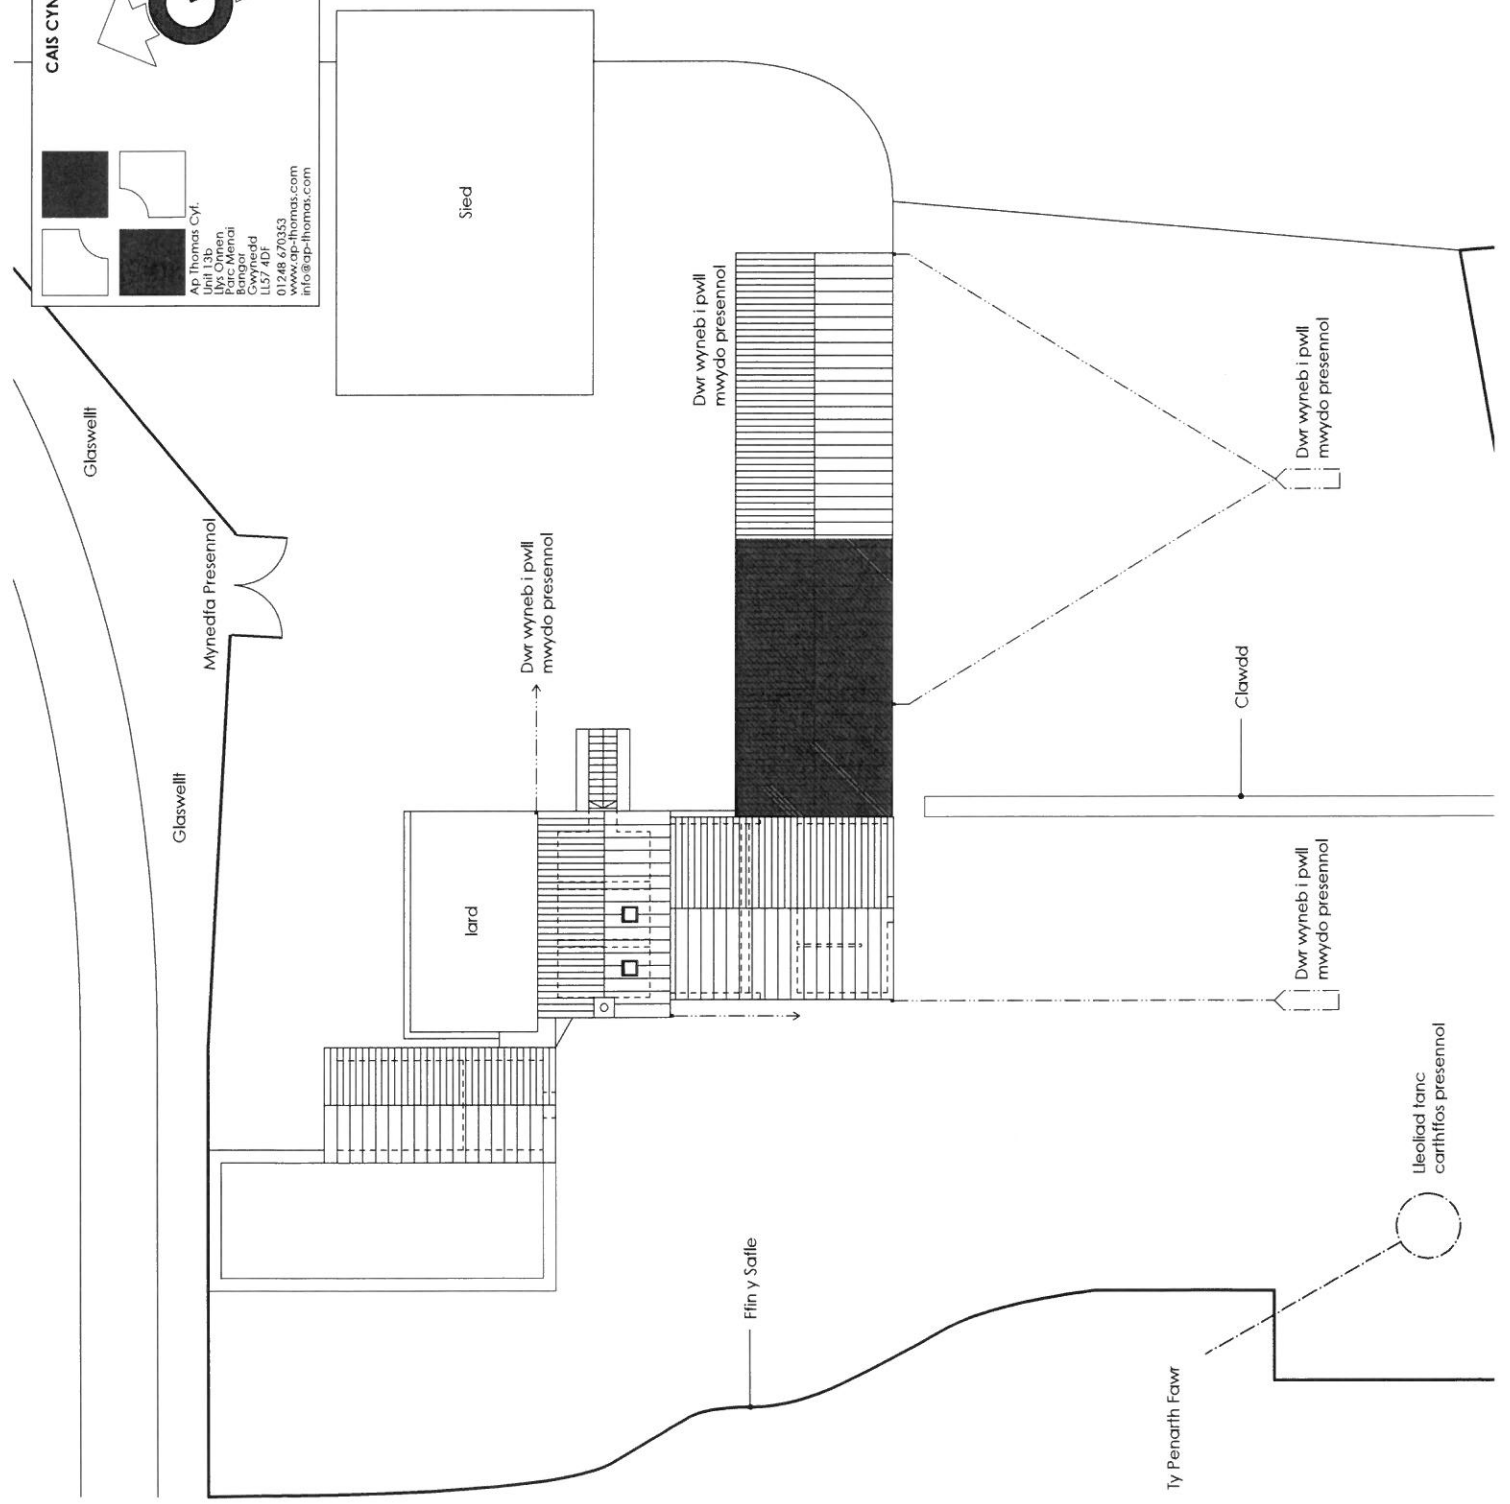 CAIS CYN
Ap Thomas Cyf.
Unit 13b
Llys Onnen
Parc Menai
Bangor
Gwynedd
LL57 4DF
01248 670353
www.ap-thomas.com
info@ap-thomas.com
Sied
Glaswellt
Mynedfa Presennol
Glaswellt
Dwr wyneb i pwll
mwydo presennol
Dwr wyneb i pwll
mwydo presennol
Dwr wyneb i pwll
mwydo presennol
Clawdd
Iard
Dwr wyneb i pwll
mwydo presennol
Lleoliad tanc
carthffos presennol
Ffin y Safle
Ty Penarth Fawr